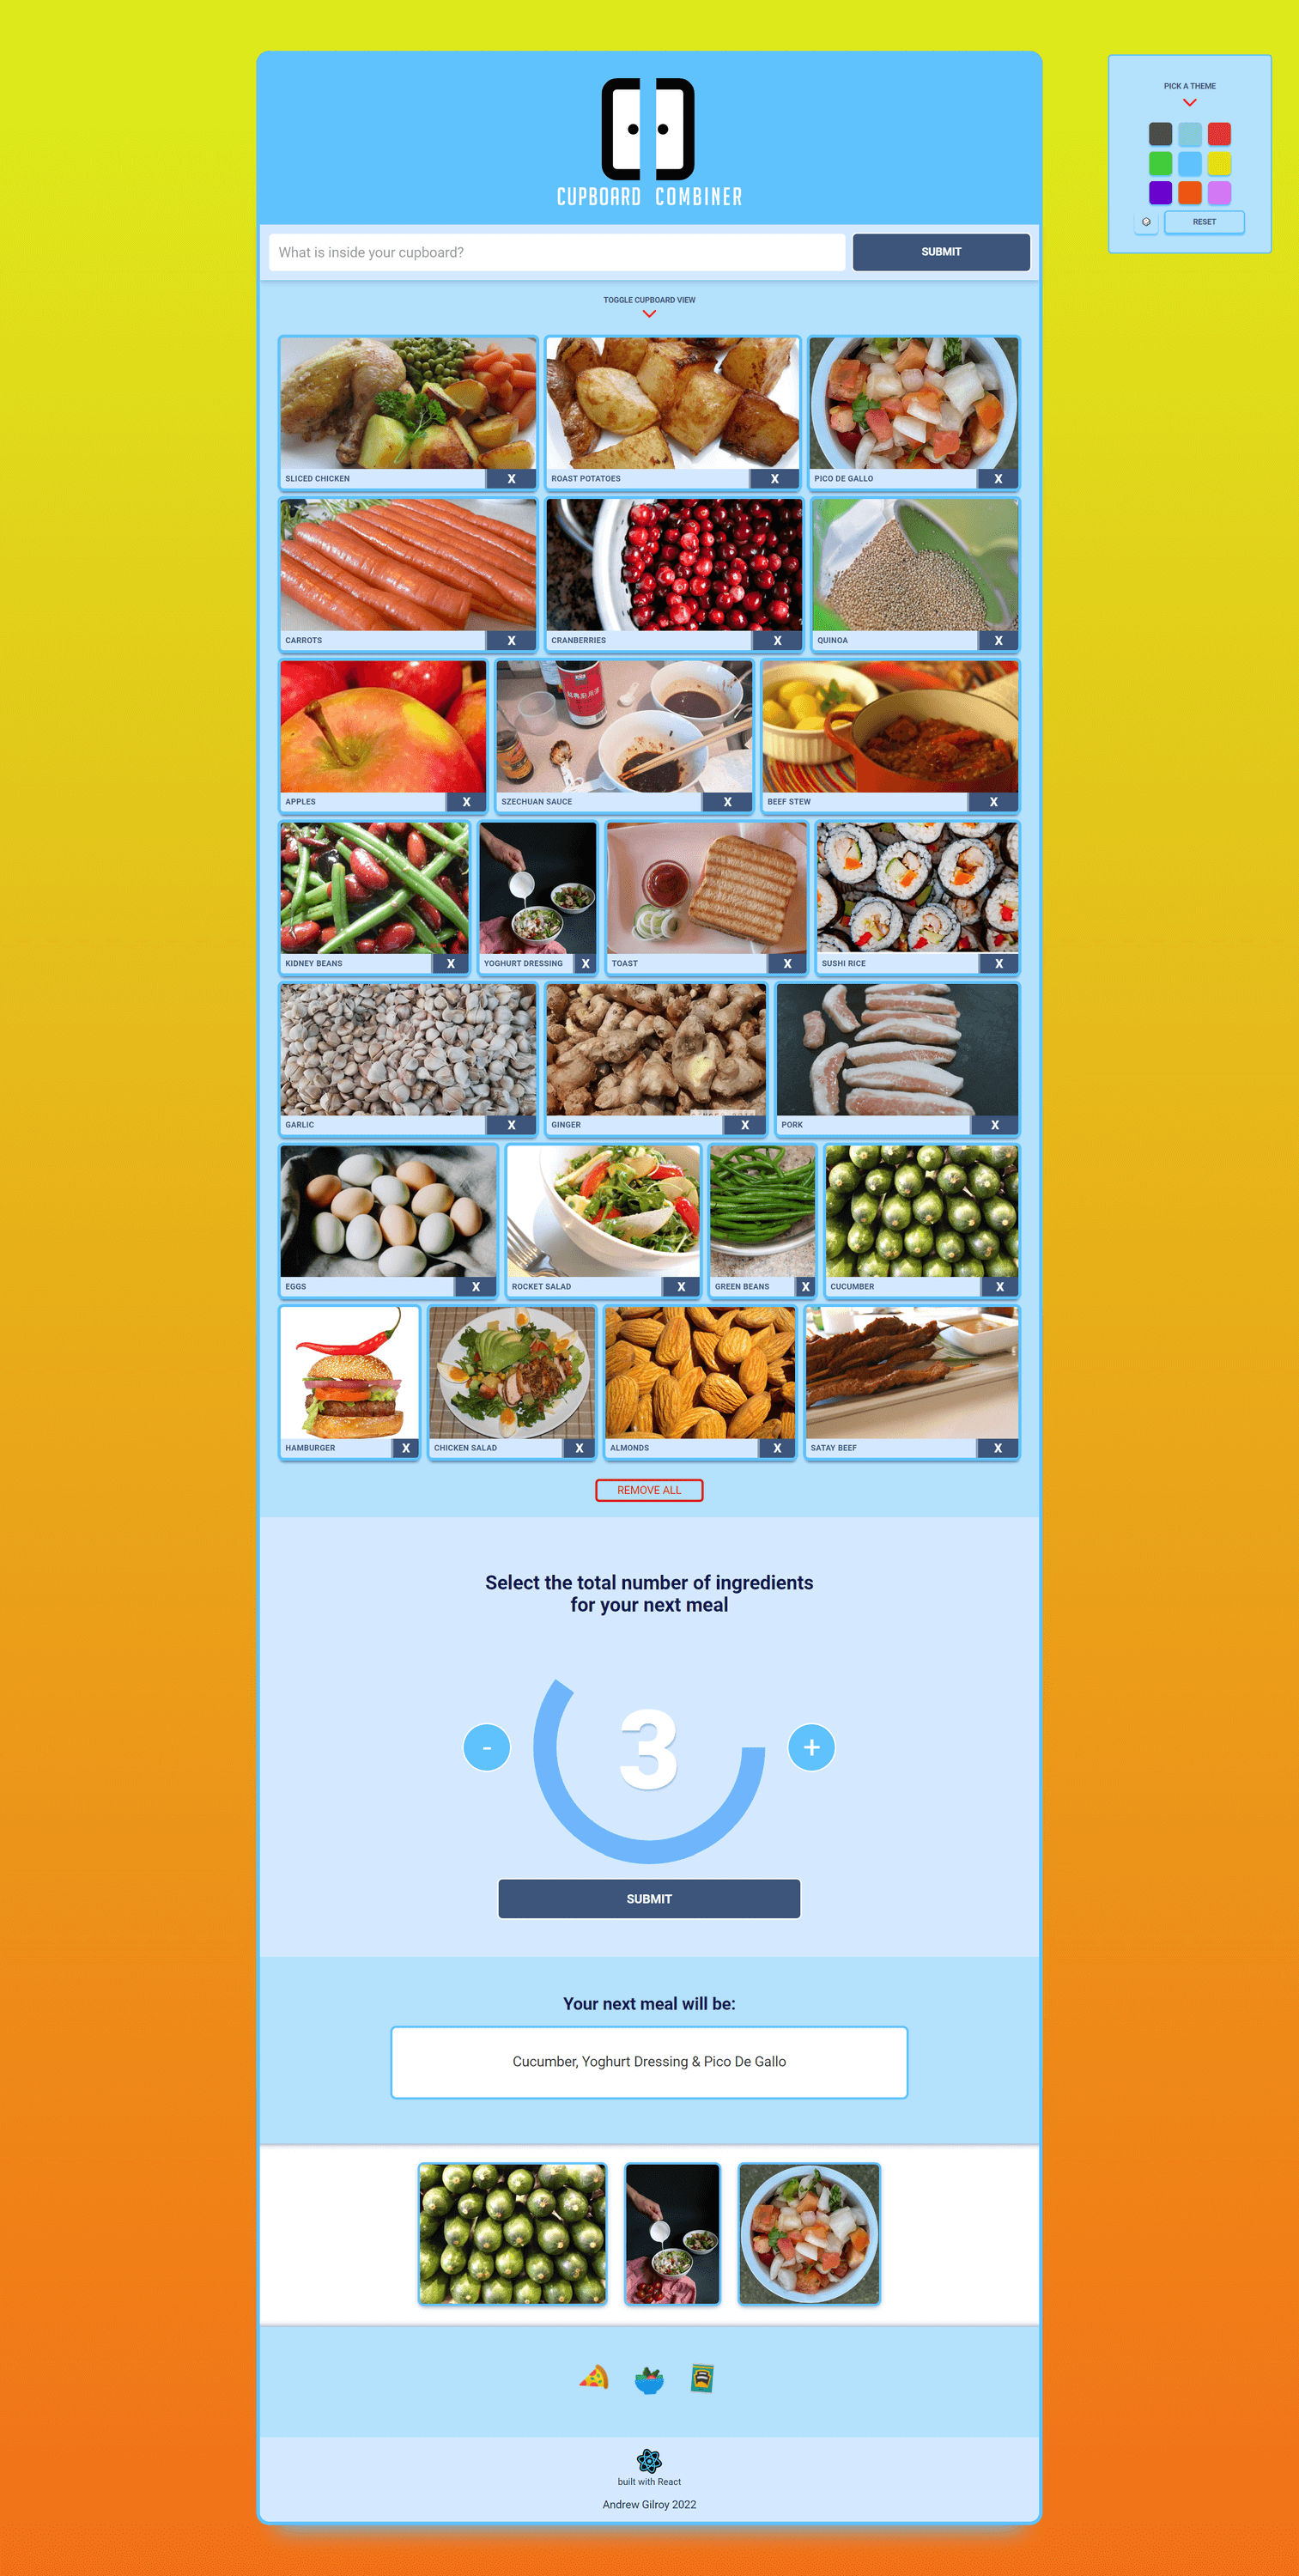 CUPBOARD COMBINER
PICK A THEME
RESET
What is inside your cupboard?
SUBMIT
TOGGLE CUPBOARD VIEW
SLICED CHICKEN X
ROAST POTATOES X
PICO DE GALLO X
CARROTS X
CRANBERRIES X
QUINOA X
APPLES X
SZECHUAN SAUCE X
BEEF STEW X
KIDNEY BEANS X
YOGHURT DRESSING X
TOAST X
SUSHI RICE X
GARLIC X
GINGER X
PORK X
EGGS X
ROCKET SALAD X
GREEN BEANS X
CUCUMBER X
HAMBURGER X
CHICKEN SALAD X
ALMONDS X
SATAY BEEF X
REMOVE ALL
Select the total number of ingredients
for your next meal
-
3
+
SUBMIT
Your next meal will be:
Cucumber, Yoghurt Dressing & Pico De Gallo
built with React
Andrew Gilroy 2022